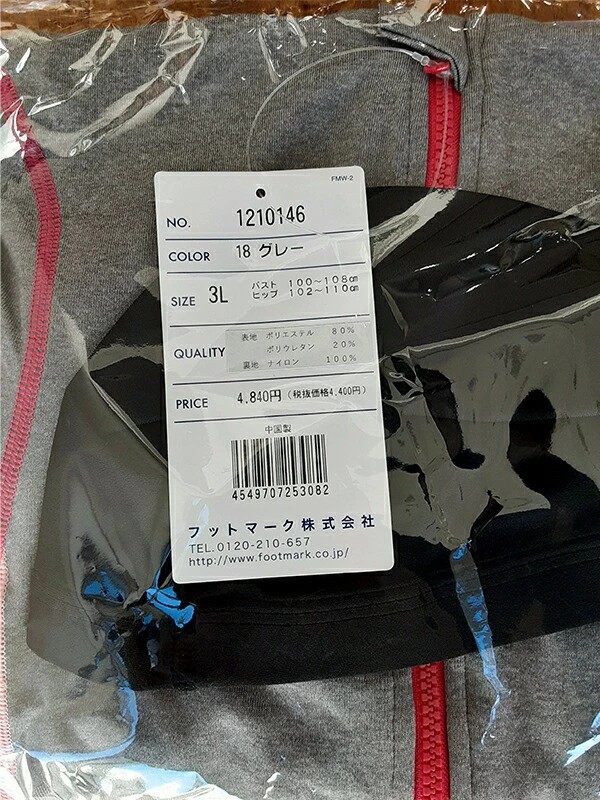 FMW-2
NO. 1210146
COLOR 18 グレー
SIZE 3L バスト 100～108㎝
ヒップ 102～110㎝
QUALITY 表地 ポリエステル 80%
ポリウレタン 20%
裏地 ナイロン 100%
PRICE 4,840円 (税抜価格4,400円)
中国製
4549707253082
フットマーク株式会社
TEL.0120-210-657
http://www.footmark.co.jp/